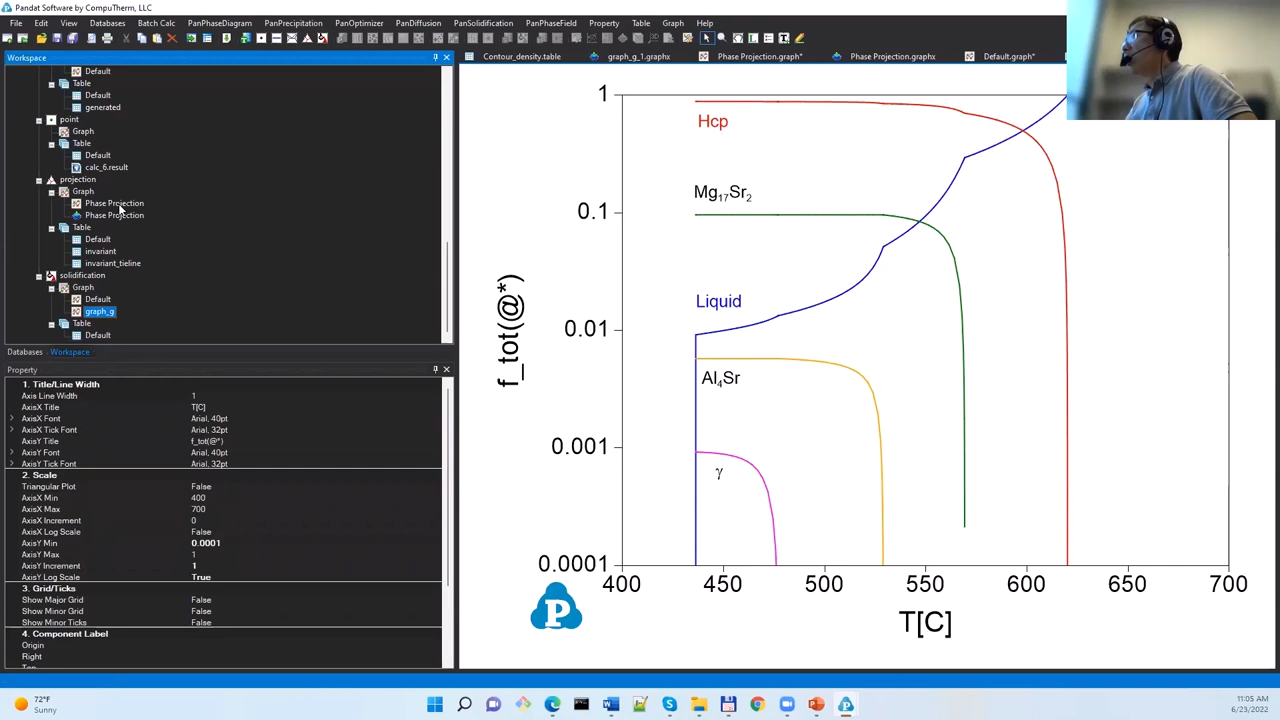 Pandat Software by CompuTherm, LLC
File Edit View Databases Batch Calc PanPhaseDiagram PanPrecipitation PanOptimizer PanDiffusion PanSolidification PanPhaseField Property Table Graph Help
Workspace
Default
Table
Default
generated
point
Graph
Table
Default
calc_6.result
projection
Graph
Phase Projection
Phase Projection
Table
Default
invariant
invariant_tieline
solidification
Graph
Default
graph_g
Table
Default
Databases Workspace
Property
1. Title/Line Width
Axis Line Width 1
AxisX Title T[C]
AxisX Font Arial, 40pt
AxisX Tick Font Arial, 32pt
AxisY Title f_tot(@*)
AxisY Font Arial, 40pt
AxisY Tick Font Arial, 32pt
2. Scale
Triangular Plot False
AxisX Min 400
AxisX Max 700
AxisX Increment 0
AxisX Log Scale False
AxisY Min 0.0001
AxisY Max 1
AxisY Increment 1
AxisY Log Scale True
3. Grid/Ticks
Show Major Grid False
Show Minor Grid False
Show Minor Ticks False
4. Component Label
Origin
Right
Contour_density.table graph_g_1.graphx Phase Projection.graph* Phase Projection.graphx Default.graph*
1
0.1
0.01
0.001
0.0001
f_tot(@*)
Hcp
Mg₁₇Sr₂
Liquid
Al₄Sr
γ
400 450 500 550 600 650 700
T[C]
P
72°F
Sunny
11:05 AM
6/23/2022